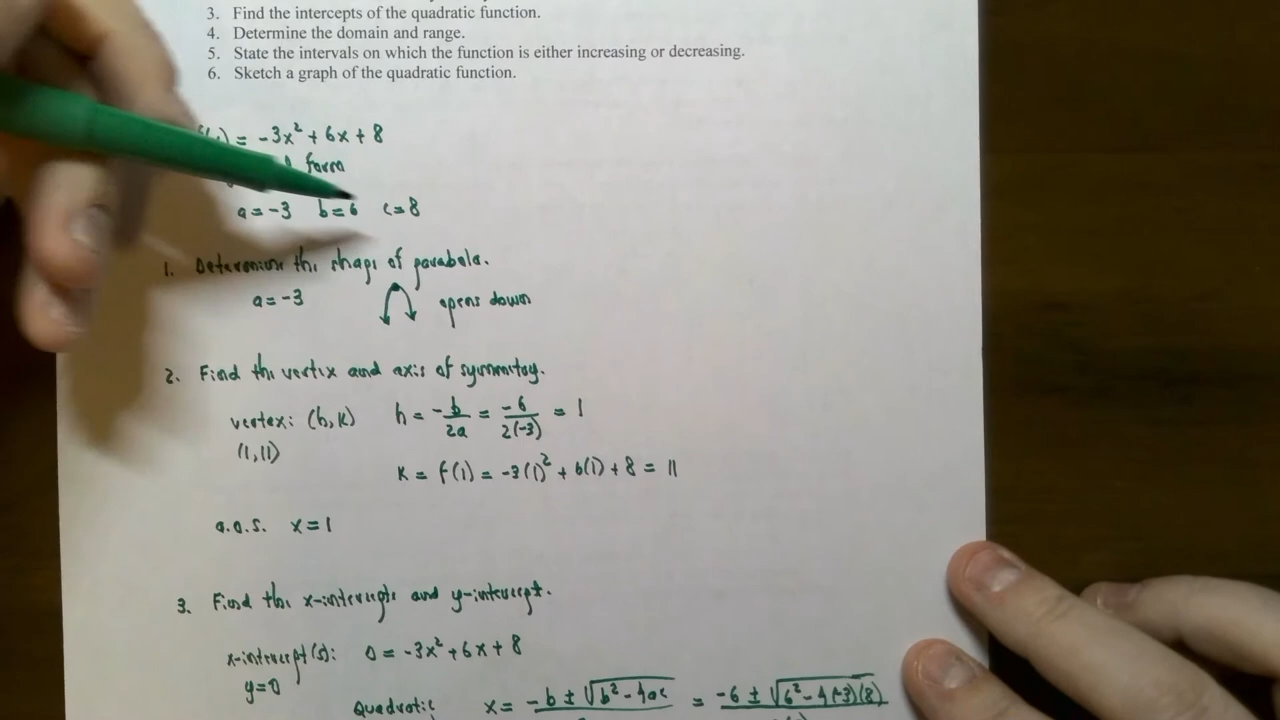 3. Find the intercepts of the quadratic function.
4. Determine the domain and range.
5. State the intervals on which the function is either increasing or decreasing.
6. Sketch a graph of the quadratic function.
= -3x² + 6x + 8
form
a = -3 b = 6 c = 8
1. Determine the shape of parabola.
a = -3 opens down
2. Find the vertex and axis of symmetry.
vertex: (h, k) h = -b/2a = -6/2(-3) = 1
(1, 11)
k = f(1) = -3(1)² + 6(1) + 8 = 11
a.o.s. x = 1
3. Find the x-intercepts and y-intercept.
x-intercept(s): 0 = -3x² + 6x + 8
y = 0
Quadratic x = -b ± √b² - 4ac = -6 ± √6² - 4(-3)(8)